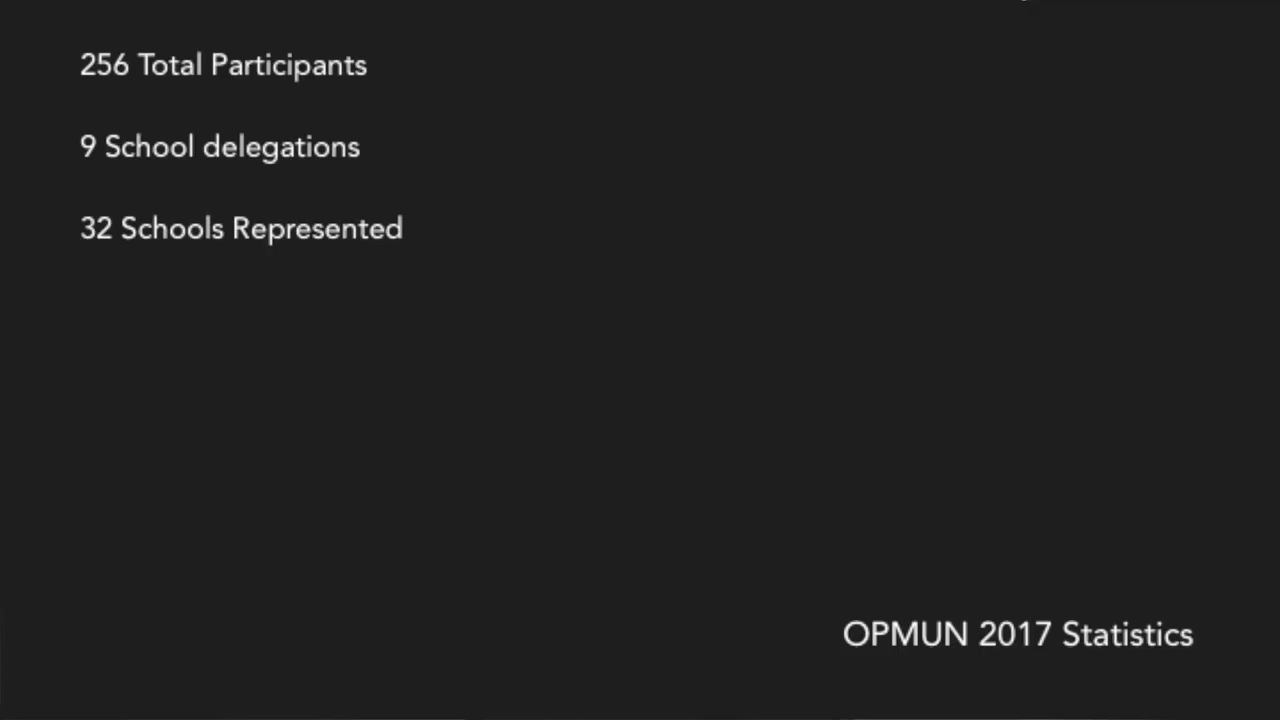 256 Total Participants
9 School delegations
32 Schools Represented
OPMUN 2017 Statistics